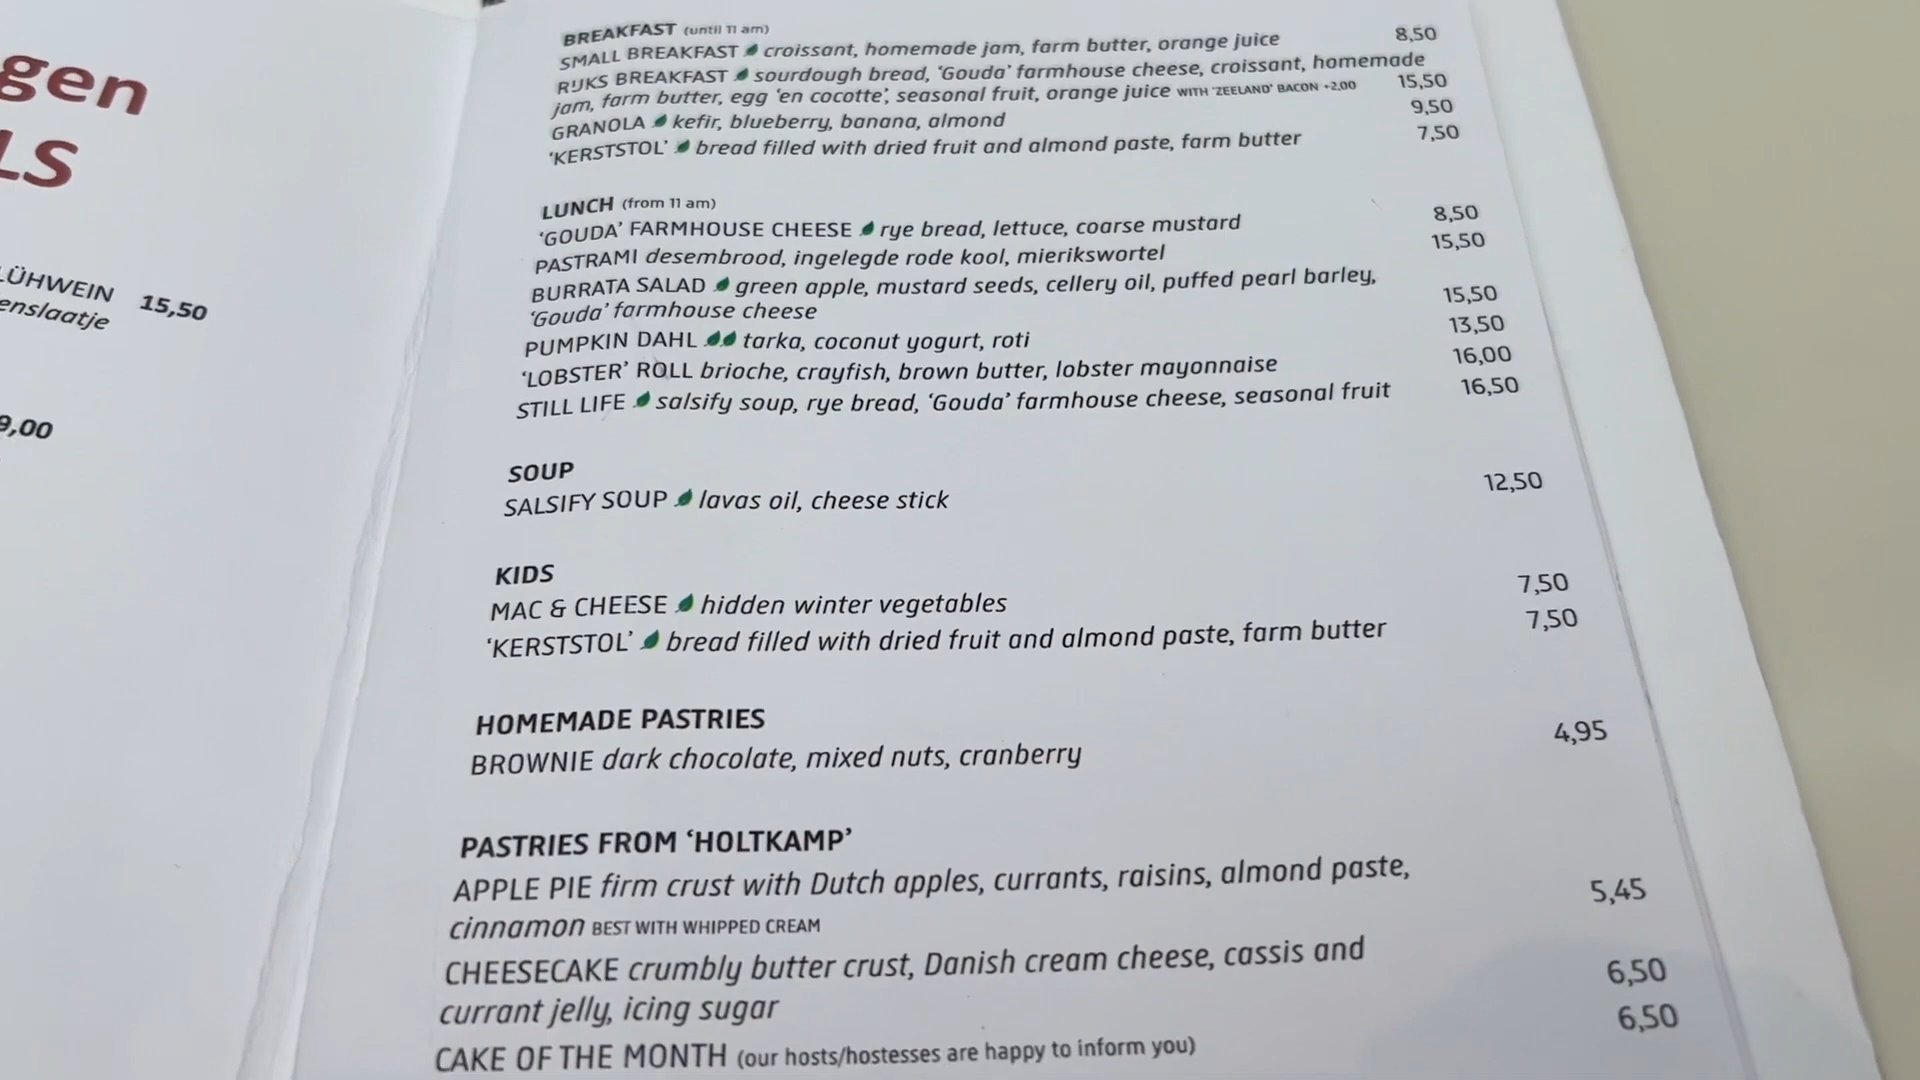 gen
LS
LÜHWEIN 15,50
enslaatje
9,00
BREAKFAST (until 11 am)
SMALL BREAKFAST croissant, homemade jam, farm butter, orange juice 8,50
RIJKS BREAKFAST sourdough bread, ‘Gouda’ farmhouse cheese, croissant, homemade
jam, farm butter, egg ‘en cocotte’, seasonal fruit, orange juice WITH ‘ZEELAND’ BACON +2,00 15,50
GRANOLA kefir, blueberry, banana, almond 9,50
‘KERSTSTOL’ bread filled with dried fruit and almond paste, farm butter 7,50
LUNCH (from 11 am)
‘GOUDA’ FARMHOUSE CHEESE rye bread, lettuce, coarse mustard 8,50
PASTRAMI desembrood, ingelegde rode kool, mierikswortel 15,50
BURRATA SALAD green apple, mustard seeds, cellery oil, puffed pearl barley,
‘Gouda’ farmhouse cheese 15,50
PUMPKIN DAHL tarka, coconut yogurt, roti 13,50
‘LOBSTER’ ROLL brioche, crayfish, brown butter, lobster mayonnaise 16,00
STILL LIFE salsify soup, rye bread, ‘Gouda’ farmhouse cheese, seasonal fruit 16,50
SOUP
SALSIFY SOUP lavas oil, cheese stick 12,50
KIDS
MAC & CHEESE hidden winter vegetables 7,50
‘KERSTSTOL’ bread filled with dried fruit and almond paste, farm butter 7,50
HOMEMADE PASTRIES
BROWNIE dark chocolate, mixed nuts, cranberry 4,95
PASTRIES FROM ‘HOLTKAMP’
APPLE PIE firm crust with Dutch apples, currants, raisins, almond paste,
cinnamon BEST WITH WHIPPED CREAM 5,45
CHEESECAKE crumbly butter crust, Danish cream cheese, cassis and
currant jelly, icing sugar 6,50
CAKE OF THE MONTH (our hosts/hostesses are happy to inform you) 6,50